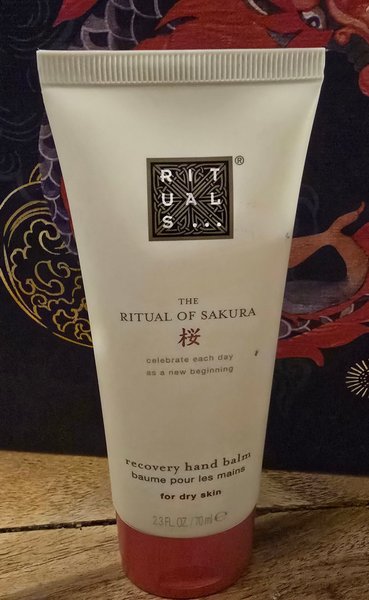 RIT
UAL
S... ®
THE
RITUAL OF SAKURA
桜
celebrate each day
as a new beginning
recovery hand balm
baume pour les mains
for dry skin
2.3 FL. OZ. / 70 ml ℮